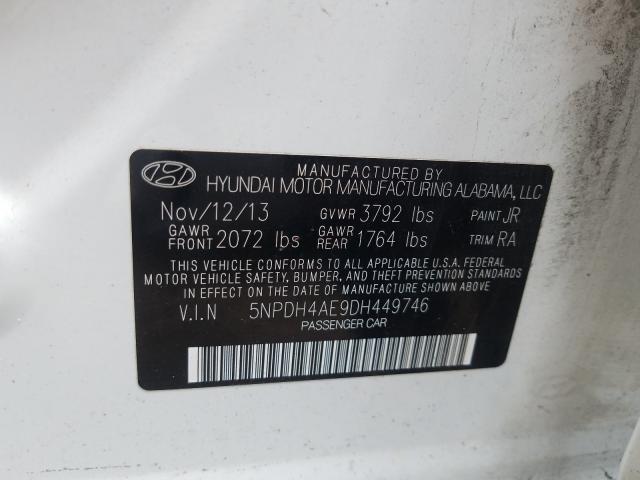 MANUFACTURED BY
HYUNDAI MOTOR MANUFACTURING ALABAMA, LLC
Nov/12/13 GVWR 3792 lbs PAINT JR
GAWR FRONT 2072 lbs GAWR REAR 1764 lbs TRIM RA
THIS VEHICLE CONFORMS TO ALL APPLICABLE U.S.A. FEDERAL
MOTOR VEHICLE SAFETY, BUMPER, AND THEFT PREVENTION STANDARDS
IN EFFECT ON THE DATE OF MANUFACTURE SHOWN ABOVE
V.I.N 5NPDH4AE9DH449746
PASSENGER CAR